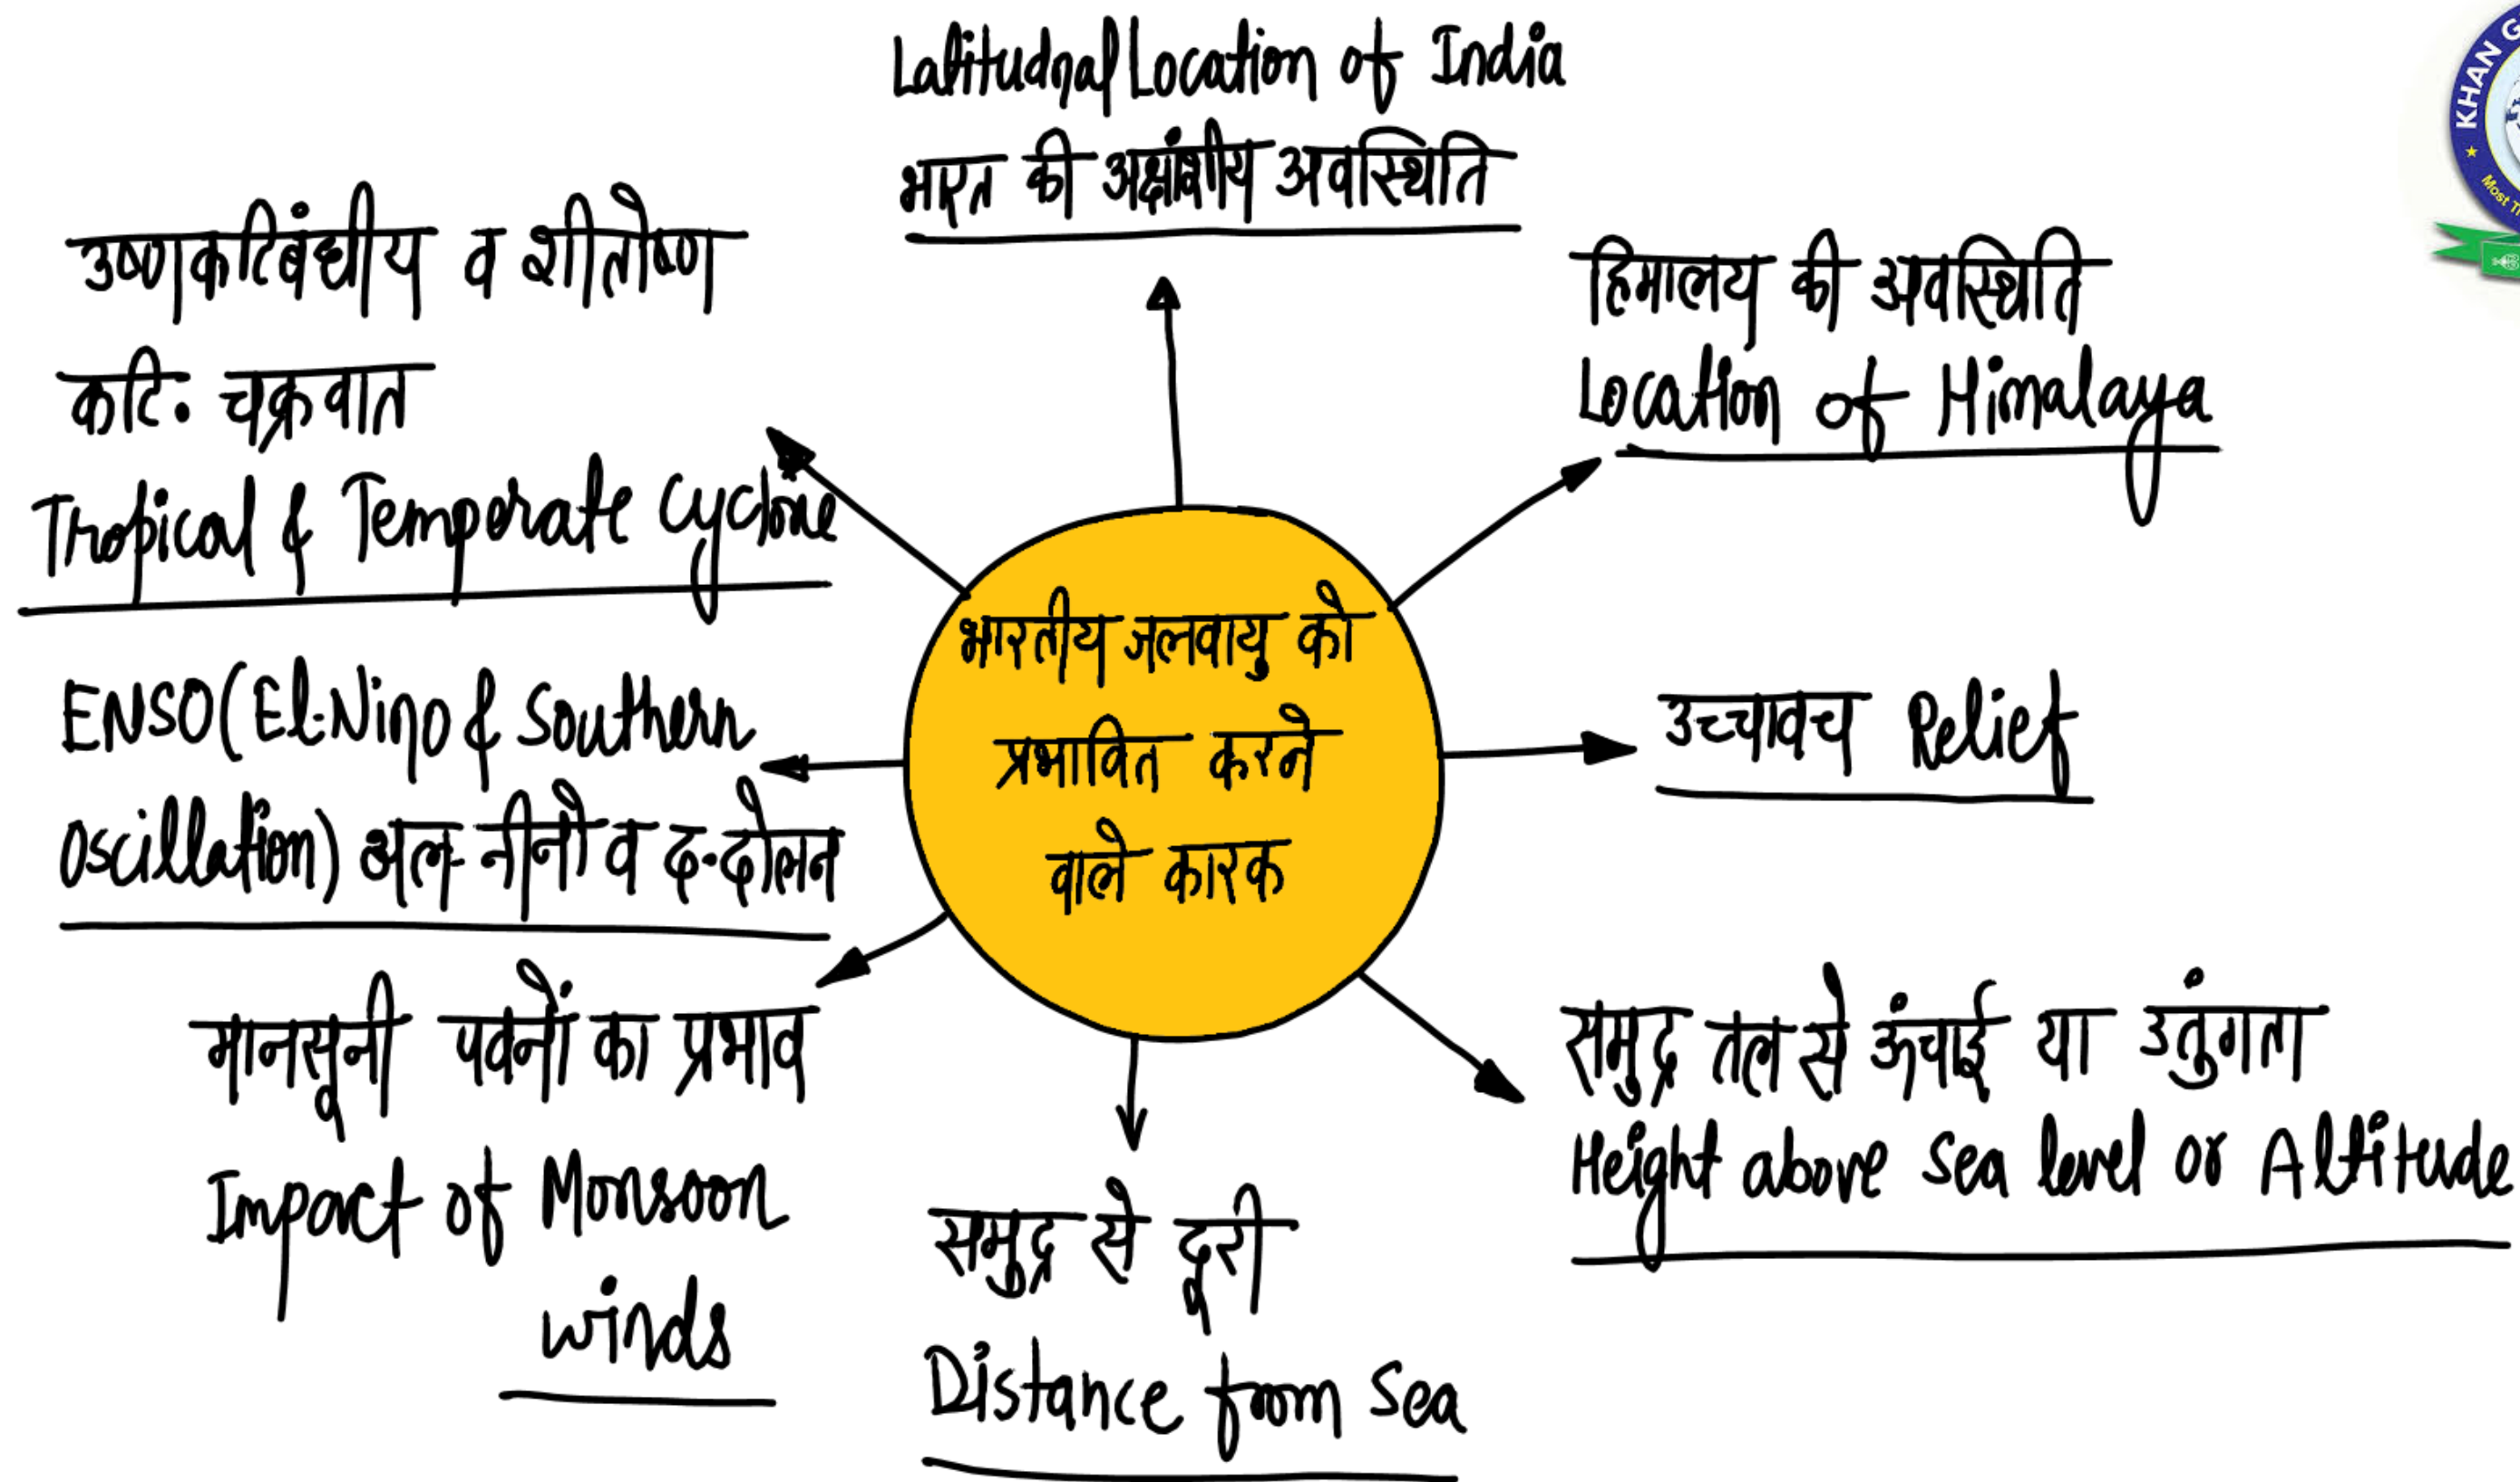 Latitudnal Location of India
भारत की अक्षांशीय अवस्थिति
हिमालय की अवस्थिति
Location of Himalaya
उच्चावच Relief
समुद्र तल से ऊंचाई या उतुंगता
Height above sea level or Altitude
समुद्र से दूरी
Distance from Sea
मानसूनी पवनों का प्रभाव
Impact of Monsoon
winds
ENSO(El-Nino & Southern
Oscillation) अल-नीनो व द.दोलन
उष्णकटिबंधीय व शीतोष्ण
कटि. चक्रवात
Tropical & Temperate Cyclone
भारतीय जलवायु को
प्रभावित करने
वाले कारक
KHAN G
Most T